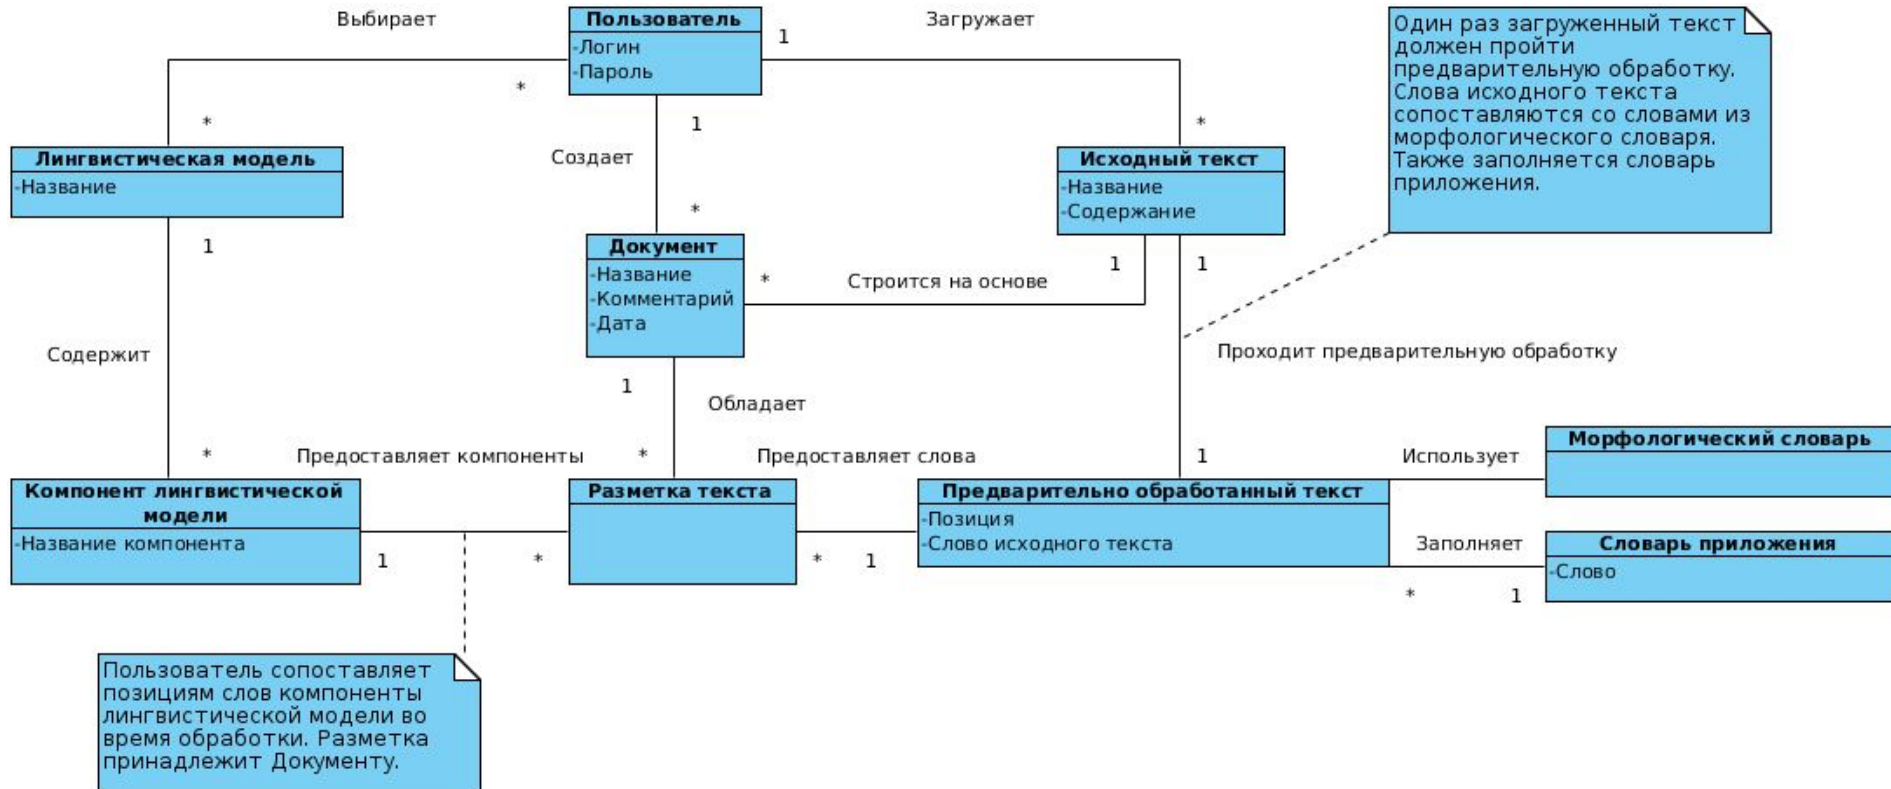 Выбирает
Пользователь
-Логин
-Пароль
1
Загружает
*
*
1
*
Создает
*
Лингвистическая модель
-Название
1
Исходный текст
-Название
-Содержание
1
1
Один раз загруженный текст
должен пройти
предварительную обработку.
Слова исходного текста
сопоставляются со словами из
морфологического словаря.
Также заполняется словарь
приложения.
Документ
-Название
-Комментарий
-Дата
*
Строится на основе
Содержит
1
Обладает
Проходит предварительную обработку
*
Предоставляет компоненты
*
Предоставляет слова
1
Использует
Морфологический словарь
Компонент лингвистической
модели
-Название компонента
1
*
Разметка текста
*
1
Предварительно обработанный текст
-Позиция
-Слово исходного текста
Заполняет
*
1
Словарь приложения
-Слово
Пользователь сопоставляет
позициям слов компоненты
лингвистической модели во
время обработки. Разметка
принадлежит Документу.